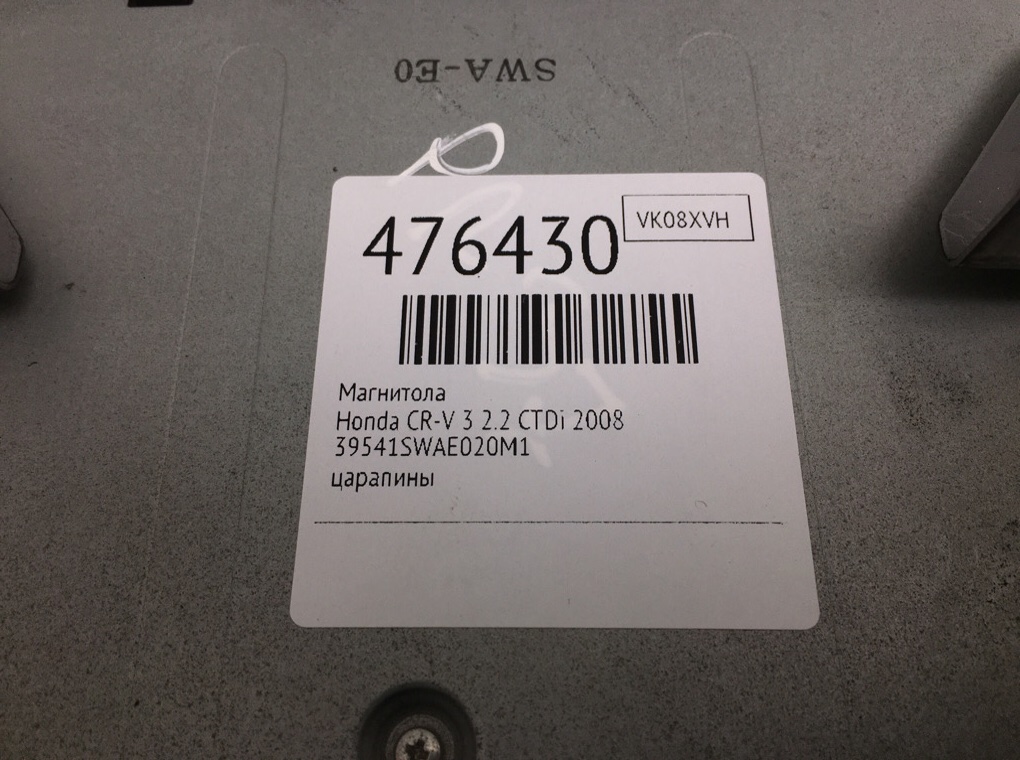 SWA-E0
476430
VK08XVH
Магнитола
Honda CR-V 3 2.2 CTDi 2008
39541SWAE020M1
царапины